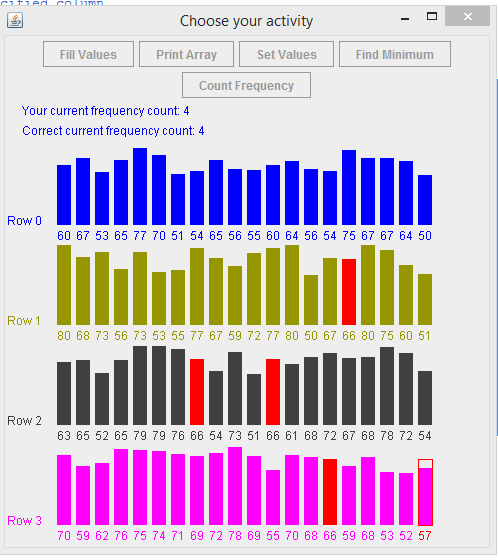 cified column
Choose your activity
Fill Values Print Array Set Values Find Minimum
Count Frequency
Your current frequency count: 4
Correct current frequency count: 4
Row 0
60 67 53 65 77 70 51 54 65 56 55 60 64 56 54 75 67 67 64 50
Row 1
80 68 73 56 73 53 55 77 67 59 72 77 80 50 67 66 80 75 60 51
Row 2
63 65 52 65 79 79 76 66 54 73 51 66 61 68 72 67 68 78 72 54
Row 3
70 59 62 76 75 74 71 69 72 78 69 55 70 68 66 59 68 53 52 57